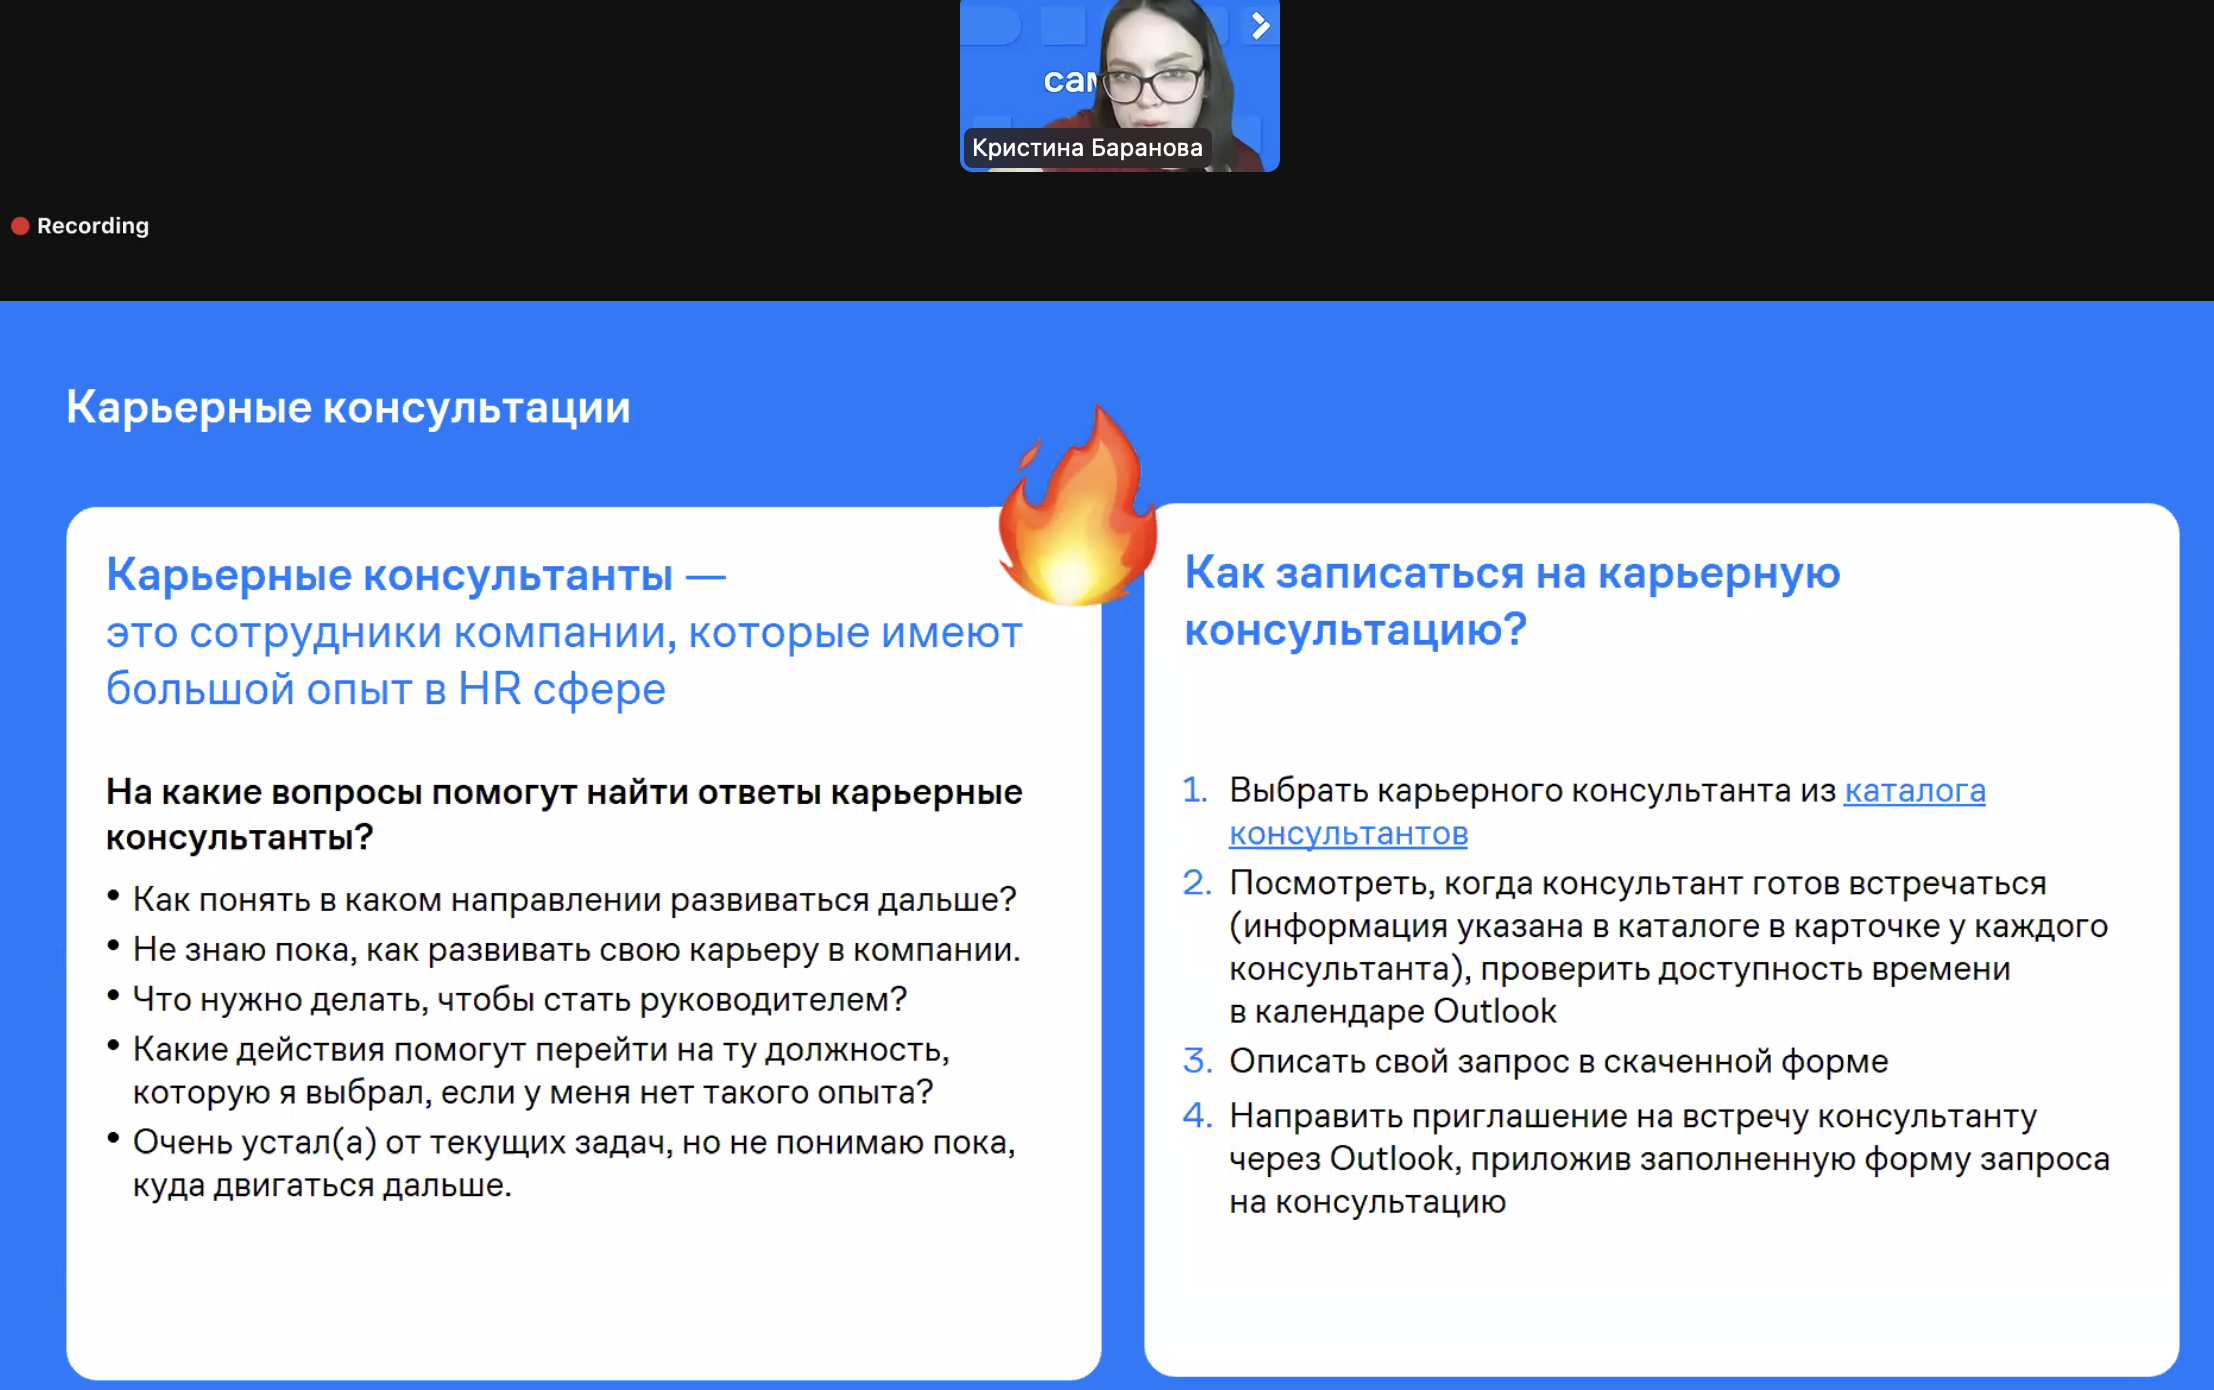 Кристина Баранова
Recording
Карьерные консультации
Карьерные консультанты —
это сотрудники компании, которые имеют
большой опыт в HR сфере
На какие вопросы помогут найти ответы карьерные
консультанты?
• Как понять в каком направлении развиваться дальше?
• Не знаю пока, как развивать свою карьеру в компании.
• Что нужно делать, чтобы стать руководителем?
• Какие действия помогут перейти на ту должность,
которую я выбрал, если у меня нет такого опыта?
• Очень устал(а) от текущих задач, но не понимаю пока,
куда двигаться дальше.
Как записаться на карьерную
консультацию?
1. Выбрать карьерного консультанта из каталога
консультантов
2. Посмотреть, когда консультант готов встречаться
(информация указана в каталоге в карточке у каждого
консультанта), проверить доступность времени
в календаре Outlook
3. Описать свой запрос в скаченной форме
4. Направить приглашение на встречу консультанту
через Outlook, приложив заполненную форму запроса
на консультацию